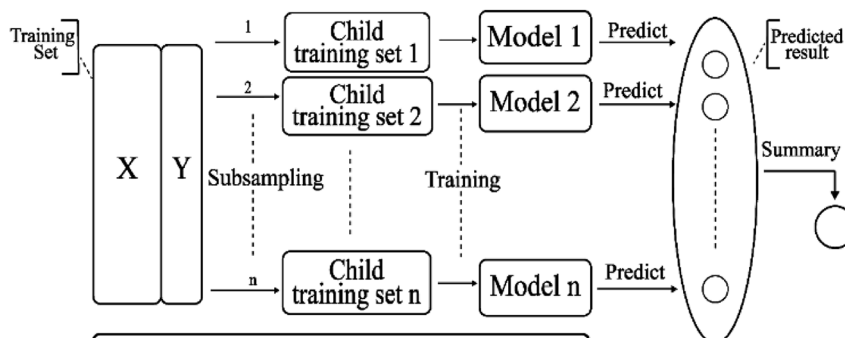 Training
Set
X
Y
1
Child
training set 1
Model 1
Predict
Predicted
result
2
Child
training set 2
Model 2
Predict
Subsampling
Training
Summary
n
Child
training set n
Model n
Predict